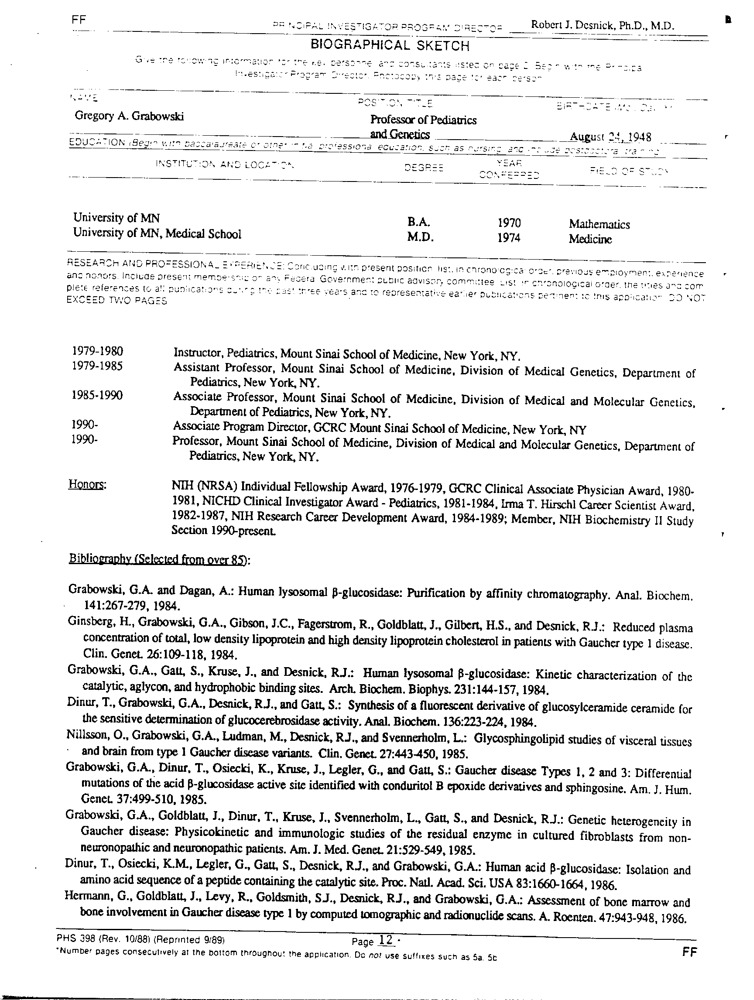 FF
PRINCIPAL INVESTIGATOR/PROGRAM DIRECTOR Robert J. Desnick, Ph.D., M.D.
BIOGRAPHICAL SKETCH
Give the following information for the key personnel and consultants listed on page 2. Begin with the Principal
Investigator/Program Director. Photocopy this page for each person.
NAME POSITION TITLE BIRTHDATE (Mo., Day, Yr.)
Gregory A. Grabowski Professor of Pediatrics
and Genetics August 24, 1948
EDUCATION (Begin with baccalaureate or other initial professional education, such as nursing, and include postdoctoral training.)
INSTITUTION AND LOCATION DEGREE YEAR CONFERRED FIELD OF STUDY
University of MN B.A. 1970 Mathematics
University of MN, Medical School M.D. 1974 Medicine
RESEARCH AND PROFESSIONAL EXPERIENCE: Concluding with present position, list, in chronological order, previous employment, experience
and honors. Include present membership on any Federal Government public advisory committee. List, in chronological order, the titles and com
plete references to all publications during the past three years and to representative earlier publications pertinent to this application. DO NOT
EXCEED TWO PAGES
1979-1980 Instructor, Pediatrics, Mount Sinai School of Medicine, New York, NY.
1979-1985 Assistant Professor, Mount Sinai School of Medicine, Division of Medical Genetics, Department of
Pediatrics, New York, NY.
1985-1990 Associate Professor, Mount Sinai School of Medicine, Division of Medical and Molecular Genetics,
Department of Pediatrics, New York, NY.
1990- Associate Program Director, GCRC Mount Sinai School of Medicine, New York, NY
1990- Professor, Mount Sinai School of Medicine, Division of Medical and Molecular Genetics, Department of
Pediatrics, New York, NY.
Honors: NIH (NRSA) Individual Fellowship Award, 1976-1979, GCRC Clinical Associate Physician Award, 1980-
1981, NICHD Clinical Investigator Award - Pediatrics, 1981-1984, Irma T. Hirschl Career Scientist Award,
1982-1987, NIH Research Career Development Award, 1984-1989; Member, NIH Biochemistry II Study
Section 1990-present.
Bibliography (Selected from over 85):
Grabowski, G.A. and Dagan, A.: Human lysosomal β-glucosidase: Purification by affinity chromatography. Anal. Biochem.
141:267-279, 1984.
Ginsberg, H., Grabowski, G.A., Gibson, J.C., Fagerstrom, R., Goldblatt, J., Gilbert, H.S., and Desnick, R.J.: Reduced plasma
concentration of total, low density lipoprotein and high density lipoprotein cholesterol in patients with Gaucher type 1 disease.
Clin. Genet. 26:109-118, 1984.
Grabowski, G.A., Gatt, S., Kruse, J., and Desnick, R.J.: Human lysosomal β-glucosidase: Kinetic characterization of the
catalytic, aglycon, and hydrophobic binding sites. Arch. Biochem. Biophys. 231:144-157, 1984.
Dinur, T., Grabowski, G.A., Desnick, R.J., and Gatt, S.: Synthesis of a fluorescent derivative of glucosylceramide ceramide for
the sensitive determination of glucocerebrosidase activity. Anal. Biochem. 136:223-224, 1984.
Nillsson, O., Grabowski, G.A., Ludman, M., Desnick, R.J., and Svennerholm, L.: Glycosphingolipid studies of visceral tissues
and brain from type 1 Gaucher disease variants. Clin. Genet. 27:443-450, 1985.
Grabowski, G.A., Dinur, T., Osiecki, K., Kruse, J., Legler, G., and Gatt, S.: Gaucher disease Types 1, 2 and 3: Differential
mutations of the acid β-glucosidase active site identified with conduritol B epoxide derivatives and sphingosine. Am. J. Hum.
Genet. 37:499-510, 1985.
Grabowski, G.A., Goldblatt, J., Dinur, T., Kruse, J., Svennerholm, L., Gatt, S., and Desnick, R.J.: Genetic heterogeneity in
Gaucher disease: Physicokinetic and immunologic studies of the residual enzyme in cultured fibroblasts from non-
neuronopathic and neuronopathic patients. Am. J. Med. Genet. 21:529-549, 1985.
Dinur, T., Osiecki, K.M., Legler, G., Gatt, S., Desnick, R.J., and Grabowski, G.A.: Human acid β-glucosidase: Isolation and
amino acid sequence of a peptide containing the catalytic site. Proc. Natl. Acad. Sci. USA 83:1660-1664, 1986.
Hermann, G., Goldblatt, J., Levy, R., Goldsmith, S.J., Desnick, R.J., and Grabowski, G.A.: Assessment of bone marrow and
bone involvement in Gaucher disease type 1 by computed tomographic and radionuclide scans. A. Roenten. 47:943-948, 1986.
PHS 398 (Rev. 10/88) (Reprinted 9/89) Page 12 *
*Number pages consecutively at the bottom throughout the application. Do not use suffixes such as 5a, 5b
FF